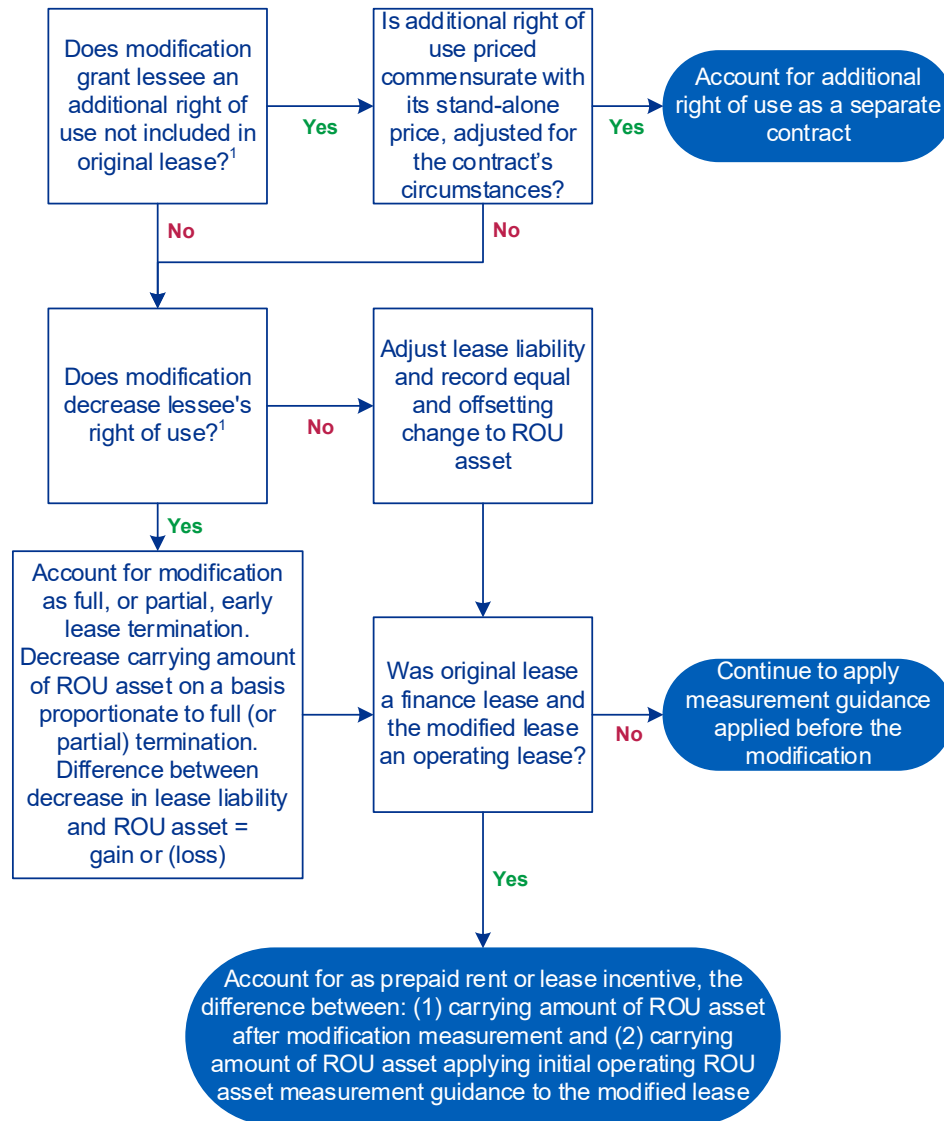 Does modification
grant lessee an
additional right of
use not included in
original lease?1
Yes
Is additional right of
use priced
commensurate with
its stand-alone
price, adjusted for
the contract's
circumstances?
Yes
Account for additional
right of use as a separate
contract
No
No
Does modification
decrease lessee's
right of use?1
No
Adjust lease liability
and record equal
and offsetting
change to ROU
asset
Yes
Account for modification
as full, or partial, early
lease termination.
Decrease carrying amount
of ROU asset on a basis
proportionate to full (or
partial) termination.
Difference between
decrease in lease liability
and ROU asset =
gain or (loss)
Was original lease
a finance lease and
the modified lease
an operating lease?
No
Continue to apply
measurement guidance
applied before the
modification
Yes
Account for as prepaid rent or lease incentive, the
difference between: (1) carrying amount of ROU asset
after modification measurement and (2) carrying
amount of ROU asset applying initial operating ROU
asset measurement guidance to the modified lease